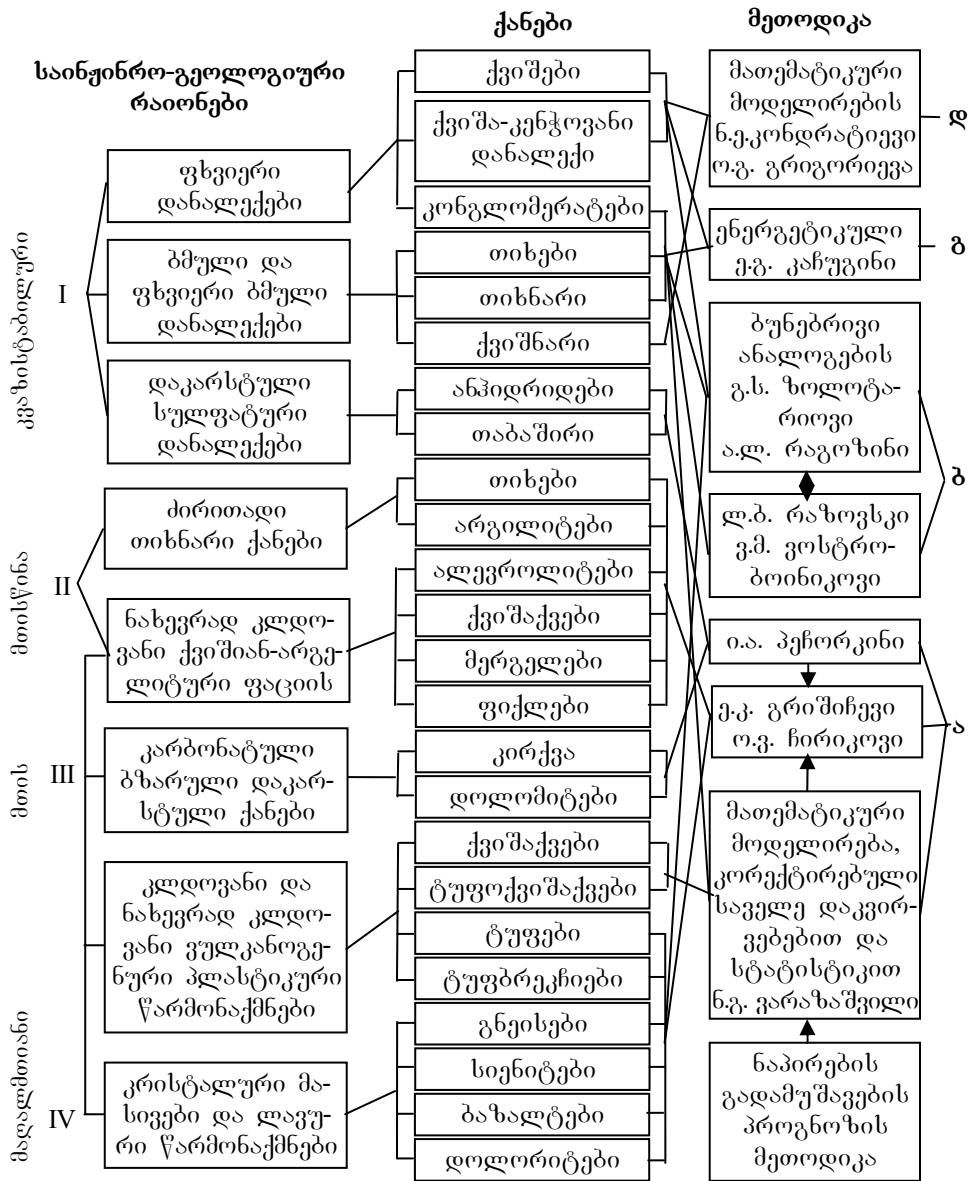 საინჟინრო-გეოლოგიური
რაიონები
ქანები
მეთოდიკა
კვაზისტაბილური
I
ფხვიერი
დანალექები
ბმული და
ფხვიერი ბმული
დანალექები
დაკარსტული
სულფატური
დანალექები
მთისწინა
II
ძირითადი
თიხნარი ქანები
ნახევრად კლდო-
ვანი ქვიშიან-არგი-
ლიტური ფაციის
მთის
III
კარბონატული
ბზარული დაკარ-
სტული ქანები
კლდოვანი და
ნახევრად კლდო-
ვანი ვულკანოგე-
ნური პლასტიკური
წარმონაქმნები
მაღალმთიანი
IV
კრისტალური მა-
სივები და ლავუ-
რი წარმონაქმნები
ქვიშები
ქვიშა-კენჭოვანი
დანალექი
კონგლომერატები
თიხები
თიხნარი
ქვიშნარი
ანჰიდრიდები
თაბაშირი
თიხები
არგილიტები
ალევროლიტები
ქვიშაქვები
მერგელები
ფიქლები
კირქვა
დოლომიტები
ქვიშაქვები
ტუფოქვიშაქვები
ტუფები
ტუფბრეკჩიები
გნეისები
სიენიტები
ბაზალტები
დოლორიტები
მათემატიკური
მოდელირების
ნ.ე.კონდრატიევი
ო.გ. გრიგორიევა
დ
ენერგეტიკული
ე.გ. კაჩუგინი
გ
ბუნებრივი
ანალოგების
გ.ს. ზოლოტა-
რიოვი
ა.ლ. რაგოზინი
ლ.ბ. რაზოვსკი
ვ.მ. ვოსტრო-
ბოინიკოვი
ბ
ი.ა. პეჩორკინი
ე.კ. გრიშიჩევი
ო.ვ. ჩირიკოვი
ა
მათემატიკური
მოდელირება,
კორექტირებული
საველე დაკვირ-
ვებებით და
სტატისტიკით
ნ.გ. ვარაზაშვილი
ნაპირების
გადამუშავების
პროგნოზის
მეთოდიკა